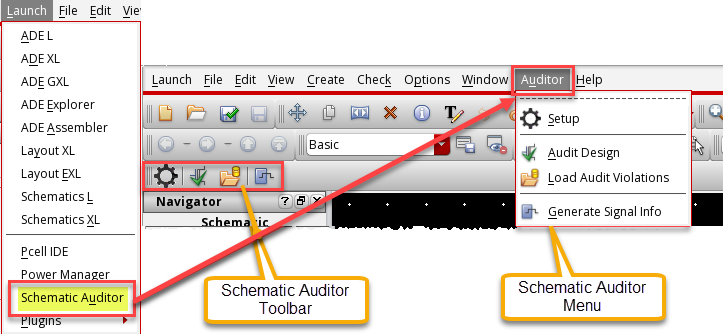 Launch File Edit Vie
ADE L
ADE XL
ADE GXL
ADE Explorer
ADE Assembler
Layout XL
Layout EXL
Schematics L
Schematics XL
Pcell IDE
Power Manager
Schematic Auditor
Plugins
Launch File Edit View Create Check Options Window Auditor Help
Basic
Navigator
Schematic
Setup
Audit Design
Load Audit Violations
Generate Signal Info
Schematic Auditor
Toolbar
Schematic Auditor
Menu